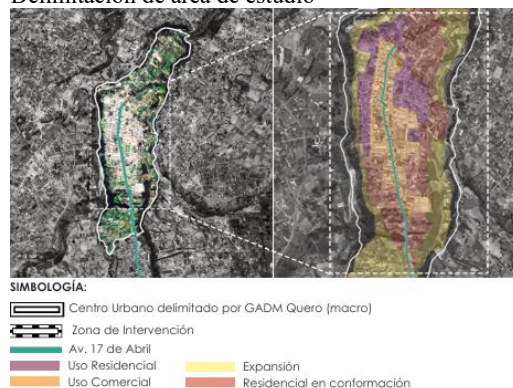 Delimitación de área de estudio
SIMBOLOGÍA:
Centro Urbano delimitado por GADM Quero (macro)
Zona de Intervención
Av. 17 de Abril
Uso Residencial
Expansión
Uso Comercial
Residencial en conformación